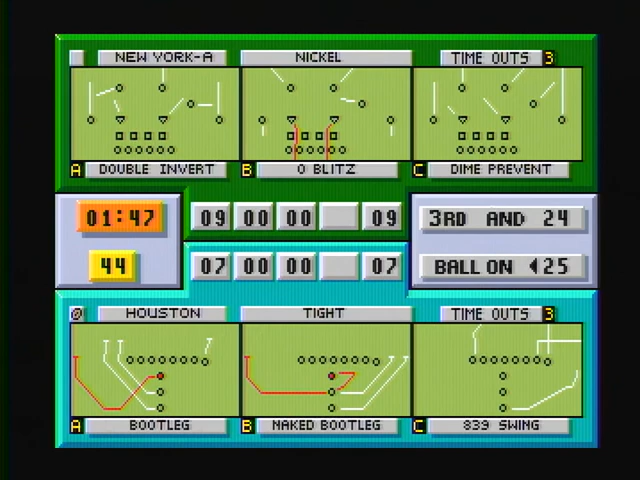 NEW YORK-A NICKEL TIME OUTS 3
A DOUBLE INVERT B O BLITZ C DIME PREVENT
01:47 09 00 00 09 3RD AND 24
44 07 00 00 07 BALL ON ◀25
HOUSTON TIGHT TIME OUTS 3
A BOOTLEG B NAKED BOOTLEG C 839 SWING